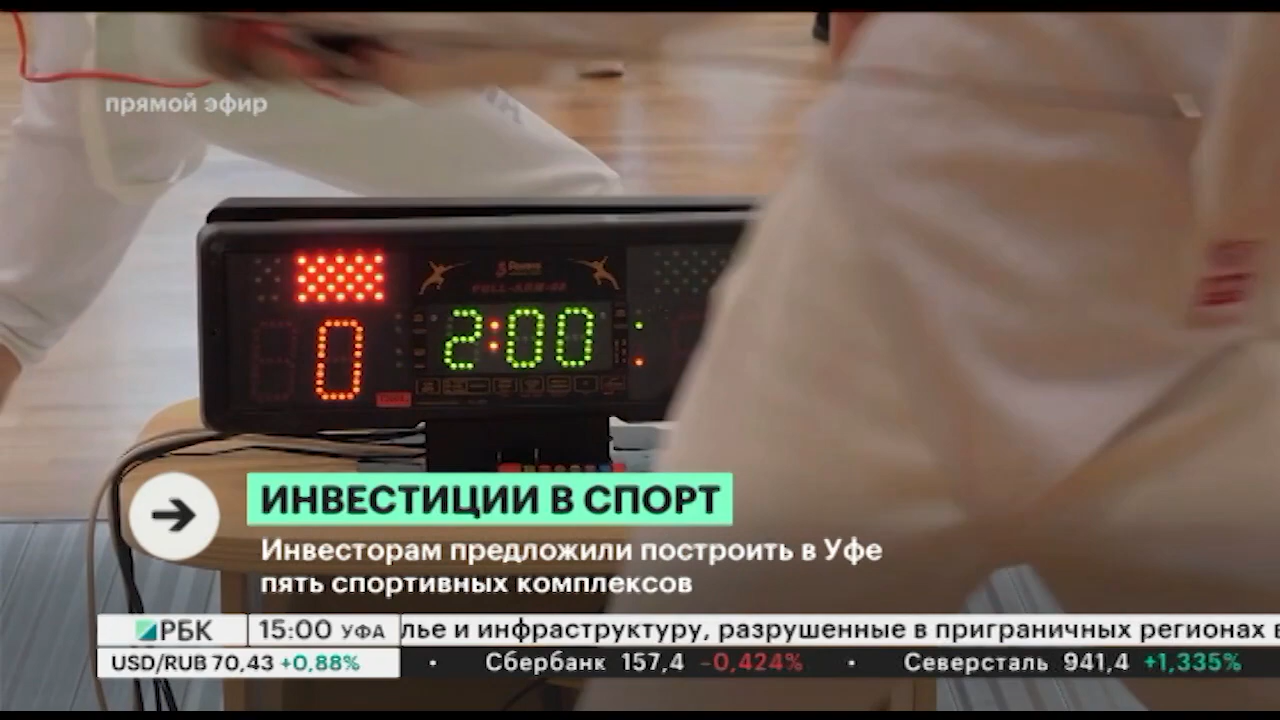 прямой эфир
0
2:00
ИНВЕСТИЦИИ В СПОРТ
Инвесторам предложили построить в Уфе
пять спортивных комплексов
РБК 15:00 УФА лье и инфраструктуру, разрушенные в приграничных регионах в
USD/RUB 70,43 +0,88% · Сбербанк 157,4 -0,424% · Северсталь 941,4 +1,335%